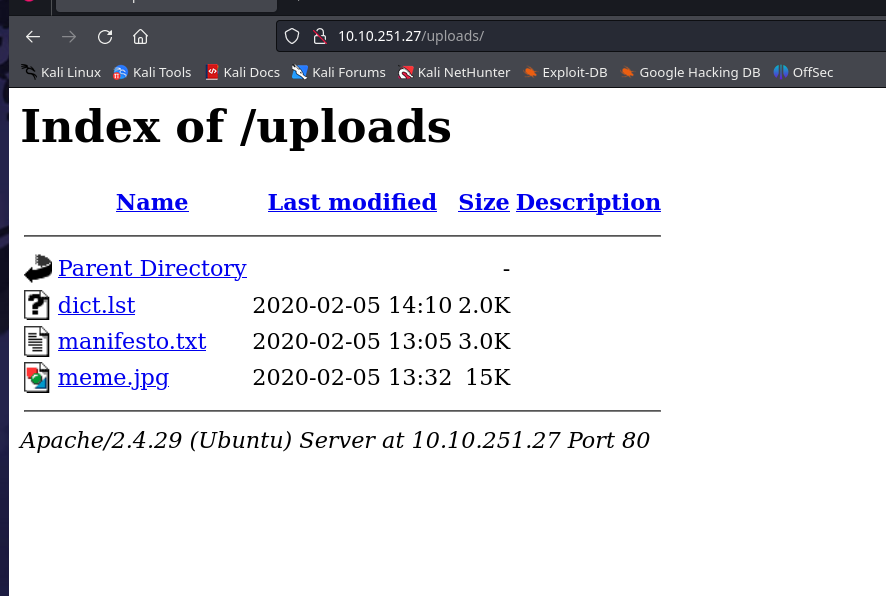 10.10.251.27/uploads/
Kali Linux Kali Tools Kali Docs Kali Forums Kali NetHunter Exploit-DB Google Hacking DB OffSec
Index of /uploads
Name Last modified Size Description
Parent Directory -
dict.lst 2020-02-05 14:10 2.0K
manifesto.txt 2020-02-05 13:05 3.0K
meme.jpg 2020-02-05 13:32 15K
Apache/2.4.29 (Ubuntu) Server at 10.10.251.27 Port 80